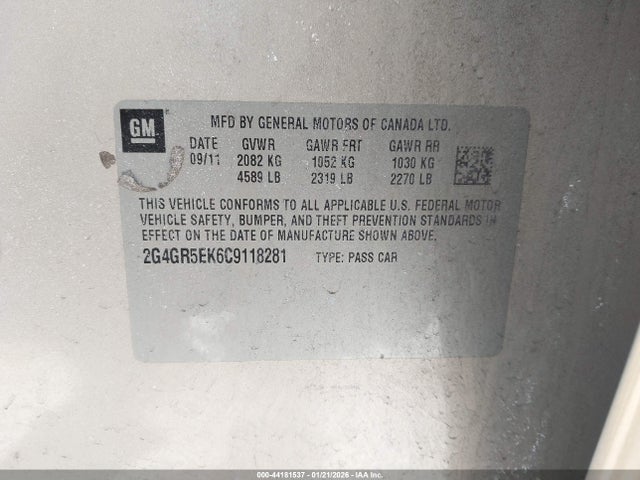 GM
MFD BY GENERAL MOTORS OF CANADA LTD.
DATE GVWR GAWR FRT GAWR RR
09/11 2082 KG 1052 KG 1030 KG
4589 LB 2319 LB 2270 LB
THIS VEHICLE CONFORMS TO ALL APPLICABLE U.S. FEDERAL MOTOR
VEHICLE SAFETY, BUMPER, AND THEFT PREVENTION STANDARDS IN
EFFECT ON THE DATE OF MANUFACTURE SHOWN ABOVE.
2G4GR5EK6C9118281 TYPE: PASS CAR
000-44181537 - 01/21/2026 - IAA Inc.